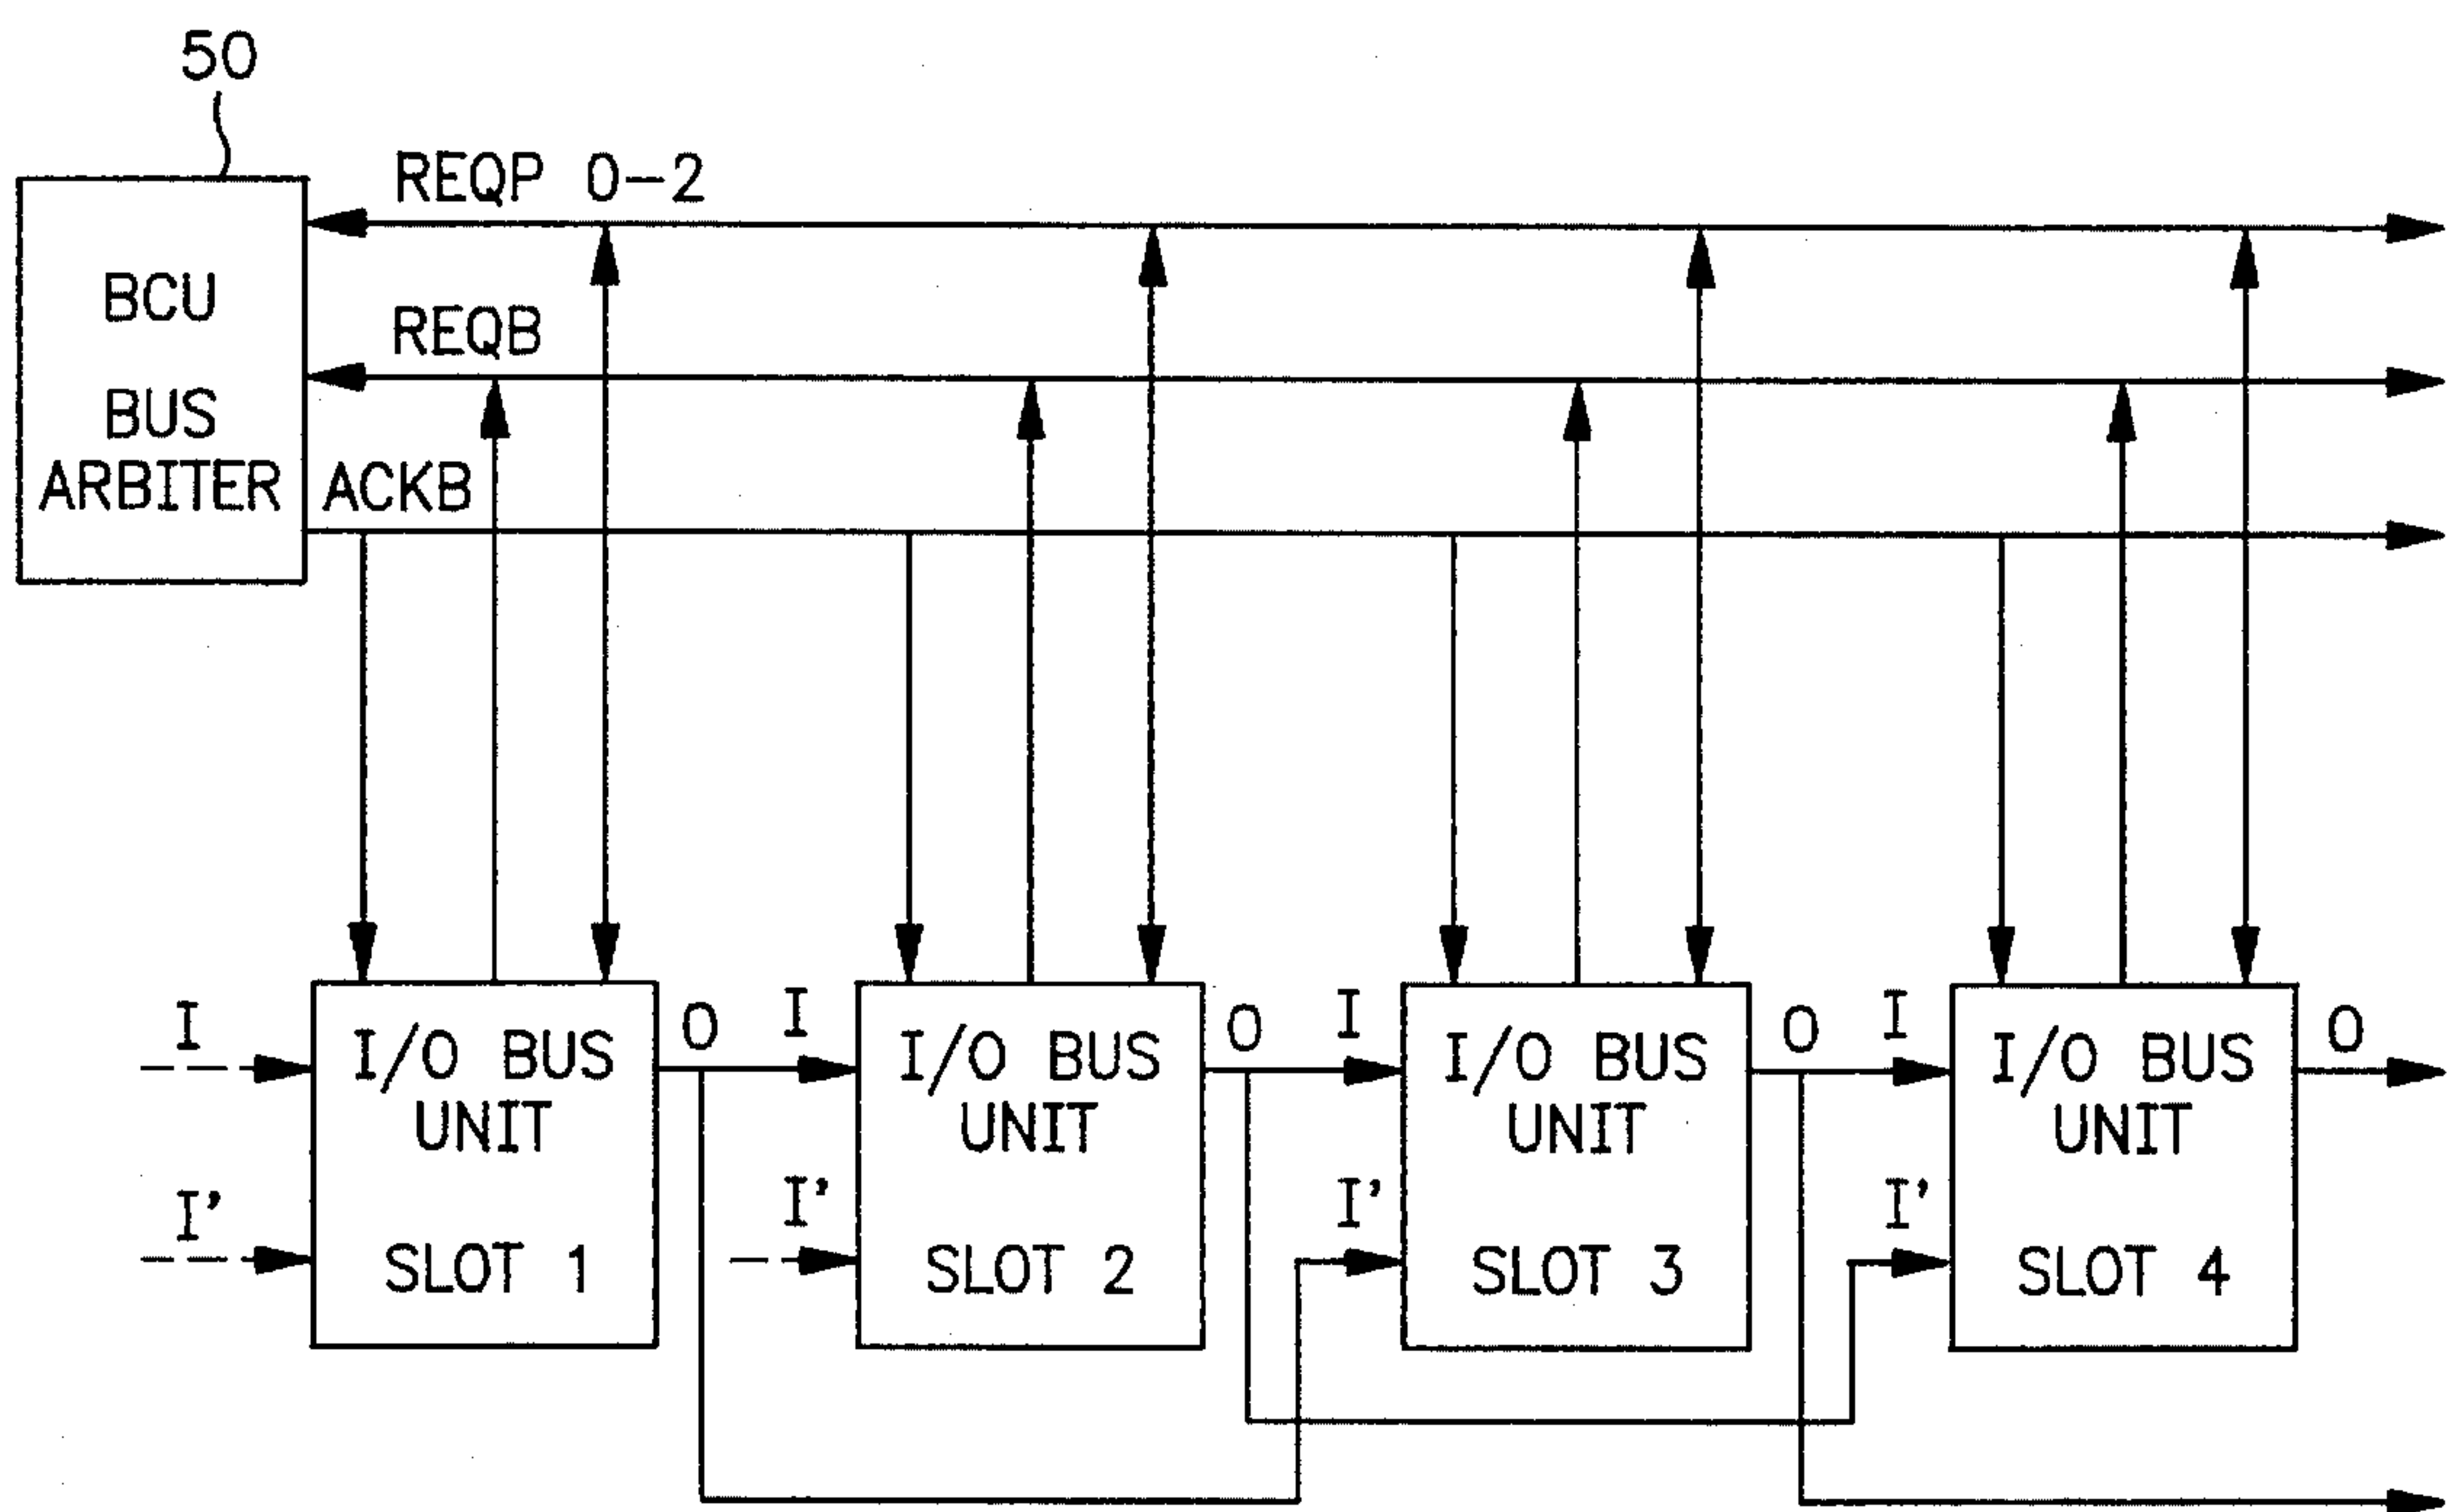 50
REQP 0-2
BCU
BUS
ARBITER
REQB
ACKB
I
I'
I/O BUS
UNIT
SLOT 1
O
I
I'
I/O BUS
UNIT
SLOT 2
O
I
I'
I/O BUS
UNIT
SLOT 3
O
I
I'
I/O BUS
UNIT
SLOT 4
O